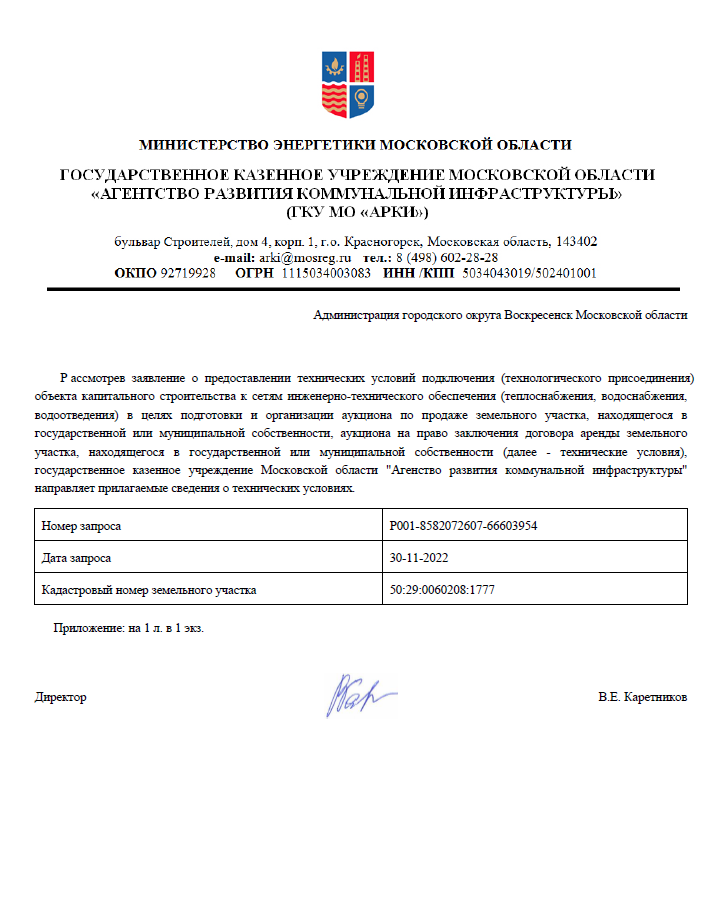 МИНИСТЕРСТВО ЭНЕРГЕТИКИ МОСКОВСКОЙ ОБЛАСТИ
ГОСУДАРСТВЕННОЕ КАЗЕННОЕ УЧРЕЖДЕНИЕ МОСКОВСКОЙ ОБЛАСТИ
«АГЕНТСТВО РАЗВИТИЯ КОММУНАЛЬНОЙ ИНФРАСТРУКТУРЫ»
(ГКУ МО «АРКИ»)
бульвар Строителей, дом 4, корп. 1, г.о. Красногорск, Московская область, 143402
e-mail: arki@mosreg.ru тел.: 8 (498) 602-28-28
ОКПО 92719928 ОГРН 1115034003083 ИНН /КПП 5034043019/502401001
Администрация городского округа Воскресенск Московской области
Рассмотрев заявление о предоставлении технических условий подключения (технологического присоединения)
объекта капитального строительства к сетям инженерно-технического обеспечения (теплоснабжения, водоснабжения,
водоотведения) в целях подготовки и организации аукциона по продаже земельного участка, находящегося в
государственной или муниципальной собственности, аукциона на право заключения договора аренды земельного
участка, находящегося в государственной или муниципальной собственности (далее - технические условия),
государственное казенное учреждение Московской области "Агенство развития коммунальной инфраструктуры"
направляет прилагаемые сведения о технических условиях.
Номер запроса P001-8582072607-66603954
Дата запроса 30-11-2022
Кадастровый номер земельного участка 50:29:0060208:1777
Приложение: на 1 л. в 1 экз.
Директор В.Е. Каретников